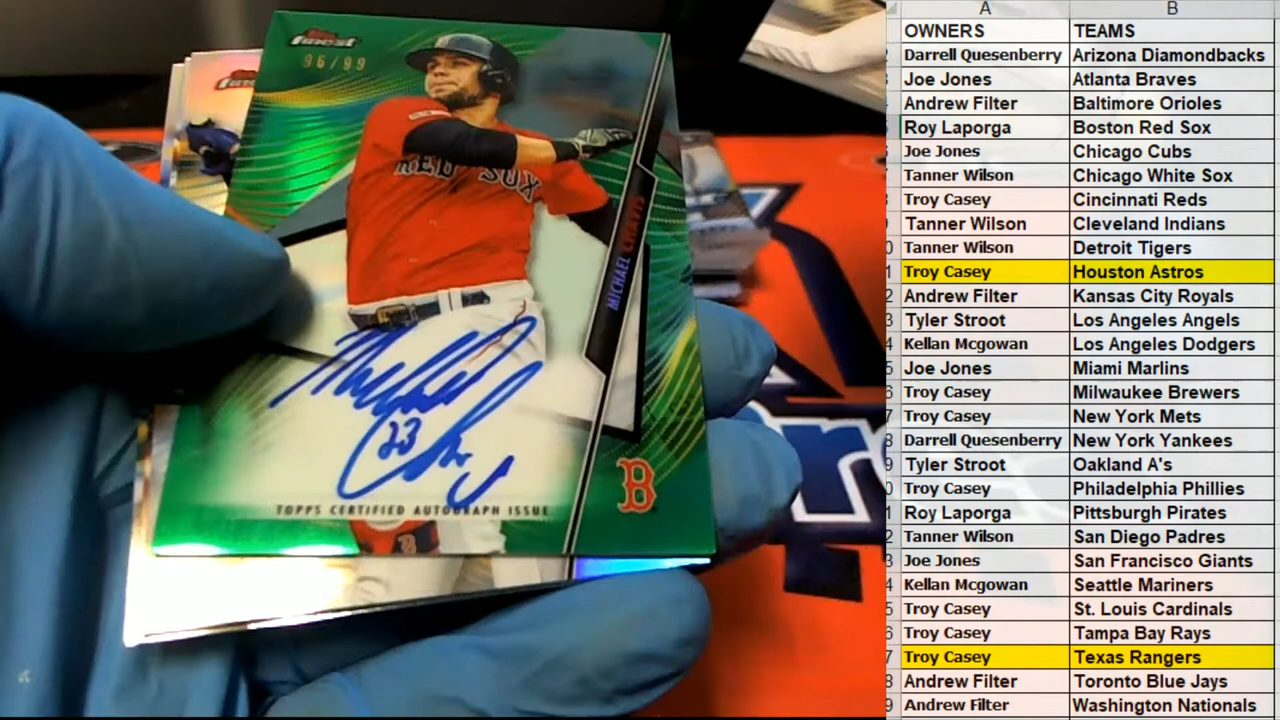 finest
96/99
RED SOX
MICHAEL CHAVIS
23
TOPPS CERTIFIED AUTOGRAPH ISSUE
B
A B
OWNERS TEAMS
Darrell Quesenberry Arizona Diamondbacks
Joe Jones Atlanta Braves
Andrew Filter Baltimore Orioles
Roy Laporga Boston Red Sox
Joe Jones Chicago Cubs
Tanner Wilson Chicago White Sox
Troy Casey Cincinnati Reds
Tanner Wilson Cleveland Indians
Tanner Wilson Detroit Tigers
Troy Casey Houston Astros
Andrew Filter Kansas City Royals
Tyler Stroot Los Angeles Angels
Kellan Mcgowan Los Angeles Dodgers
Joe Jones Miami Marlins
Troy Casey Milwaukee Brewers
Troy Casey New York Mets
Darrell Quesenberry New York Yankees
Tyler Stroot Oakland A's
Troy Casey Philadelphia Phillies
Roy Laporga Pittsburgh Pirates
Tanner Wilson San Diego Padres
Joe Jones San Francisco Giants
Kellan Mcgowan Seattle Mariners
Troy Casey St. Louis Cardinals
Troy Casey Tampa Bay Rays
Troy Casey Texas Rangers
Andrew Filter Toronto Blue Jays
Andrew Filter Washington Nationals